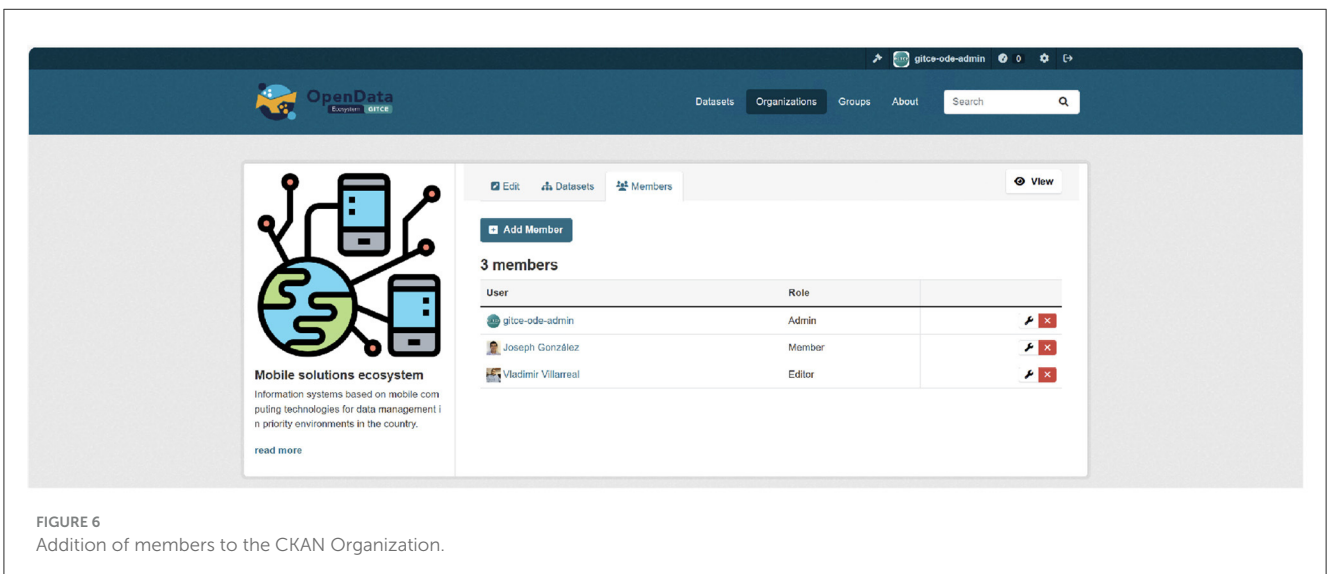 gitce-ode-admin 0
OpenData
Ecosystem GITCE
Datasets Organizations Groups About Search
Edit Datasets Members View
Add Member
3 members
User Role
gitce-ode-admin Admin
Joseph González Member
Vladimir Villarreal Editor
Mobile solutions ecosystem
Information systems based on mobile com
puting technologies for data management i
n priority environments in the country.
read more
FIGURE 6
Addition of members to the CKAN Organization.